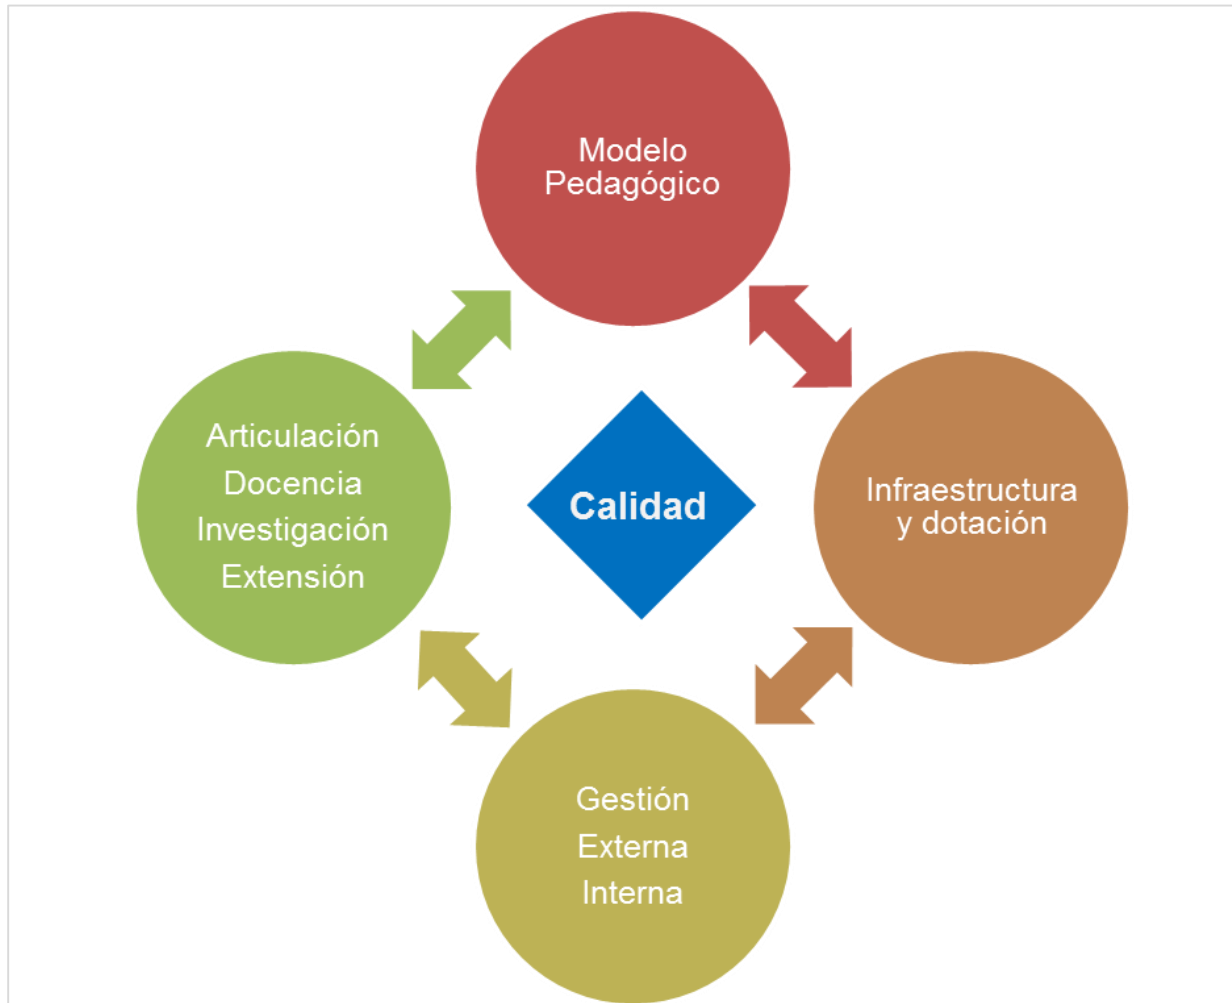 Modelo
Pedagógico
Articulación
Docencia
Investigación
Extensión
Calidad
Infraestructura
y dotación
Gestión
Externa
Interna